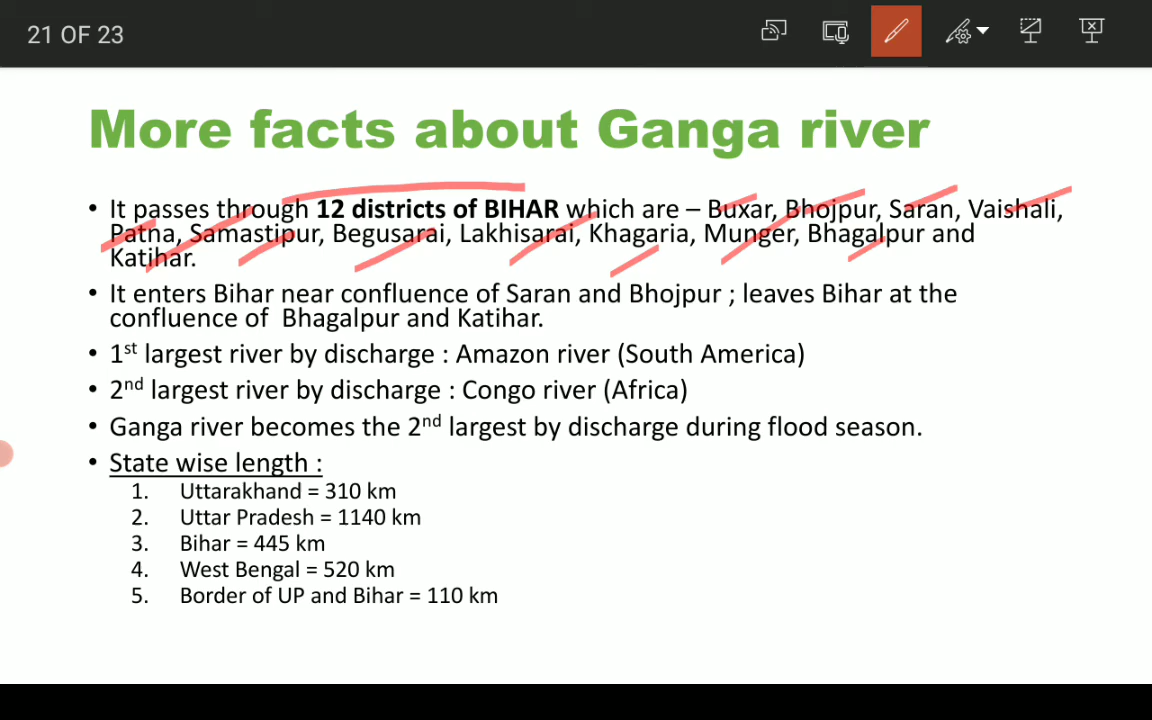 21 OF 23
More facts about Ganga river
• It passes through 12 districts of BIHAR which are – Buxar, Bhojpur, Saran, Vaishali,
Patna, Samastipur, Begusarai, Lakhisarai, Khagaria, Munger, Bhagalpur and
Katihar.
• It enters Bihar near confluence of Saran and Bhojpur ; leaves Bihar at the
confluence of Bhagalpur and Katihar.
• 1st largest river by discharge : Amazon river (South America)
• 2nd largest river by discharge : Congo river (Africa)
• Ganga river becomes the 2nd largest by discharge during flood season.
• State wise length :
1. Uttarakhand = 310 km
2. Uttar Pradesh = 1140 km
3. Bihar = 445 km
4. West Bengal = 520 km
5. Border of UP and Bihar = 110 km